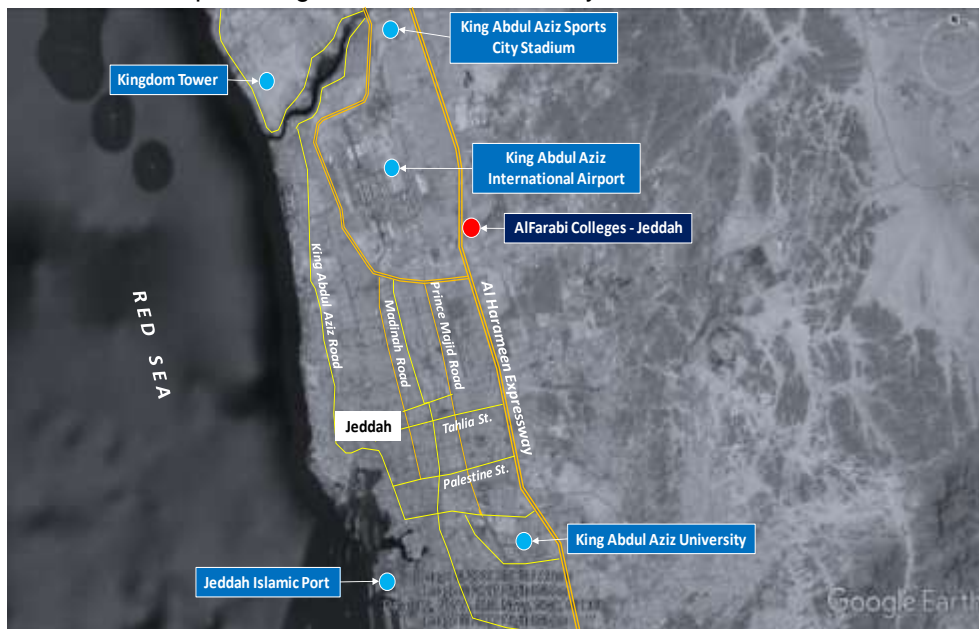 King Abdul Aziz Sports
City Stadium
Kingdom Tower
King Abdul Aziz
International Airport
AlFarabi Colleges - Jeddah
King Abdul Aziz Road
Madinah Road
Prince Majid Road
Al Harameen Expressway
RED SEA
Jeddah
Tahlia St.
Palestine St.
King Abdul Aziz University
Jeddah Islamic Port
Google Earth